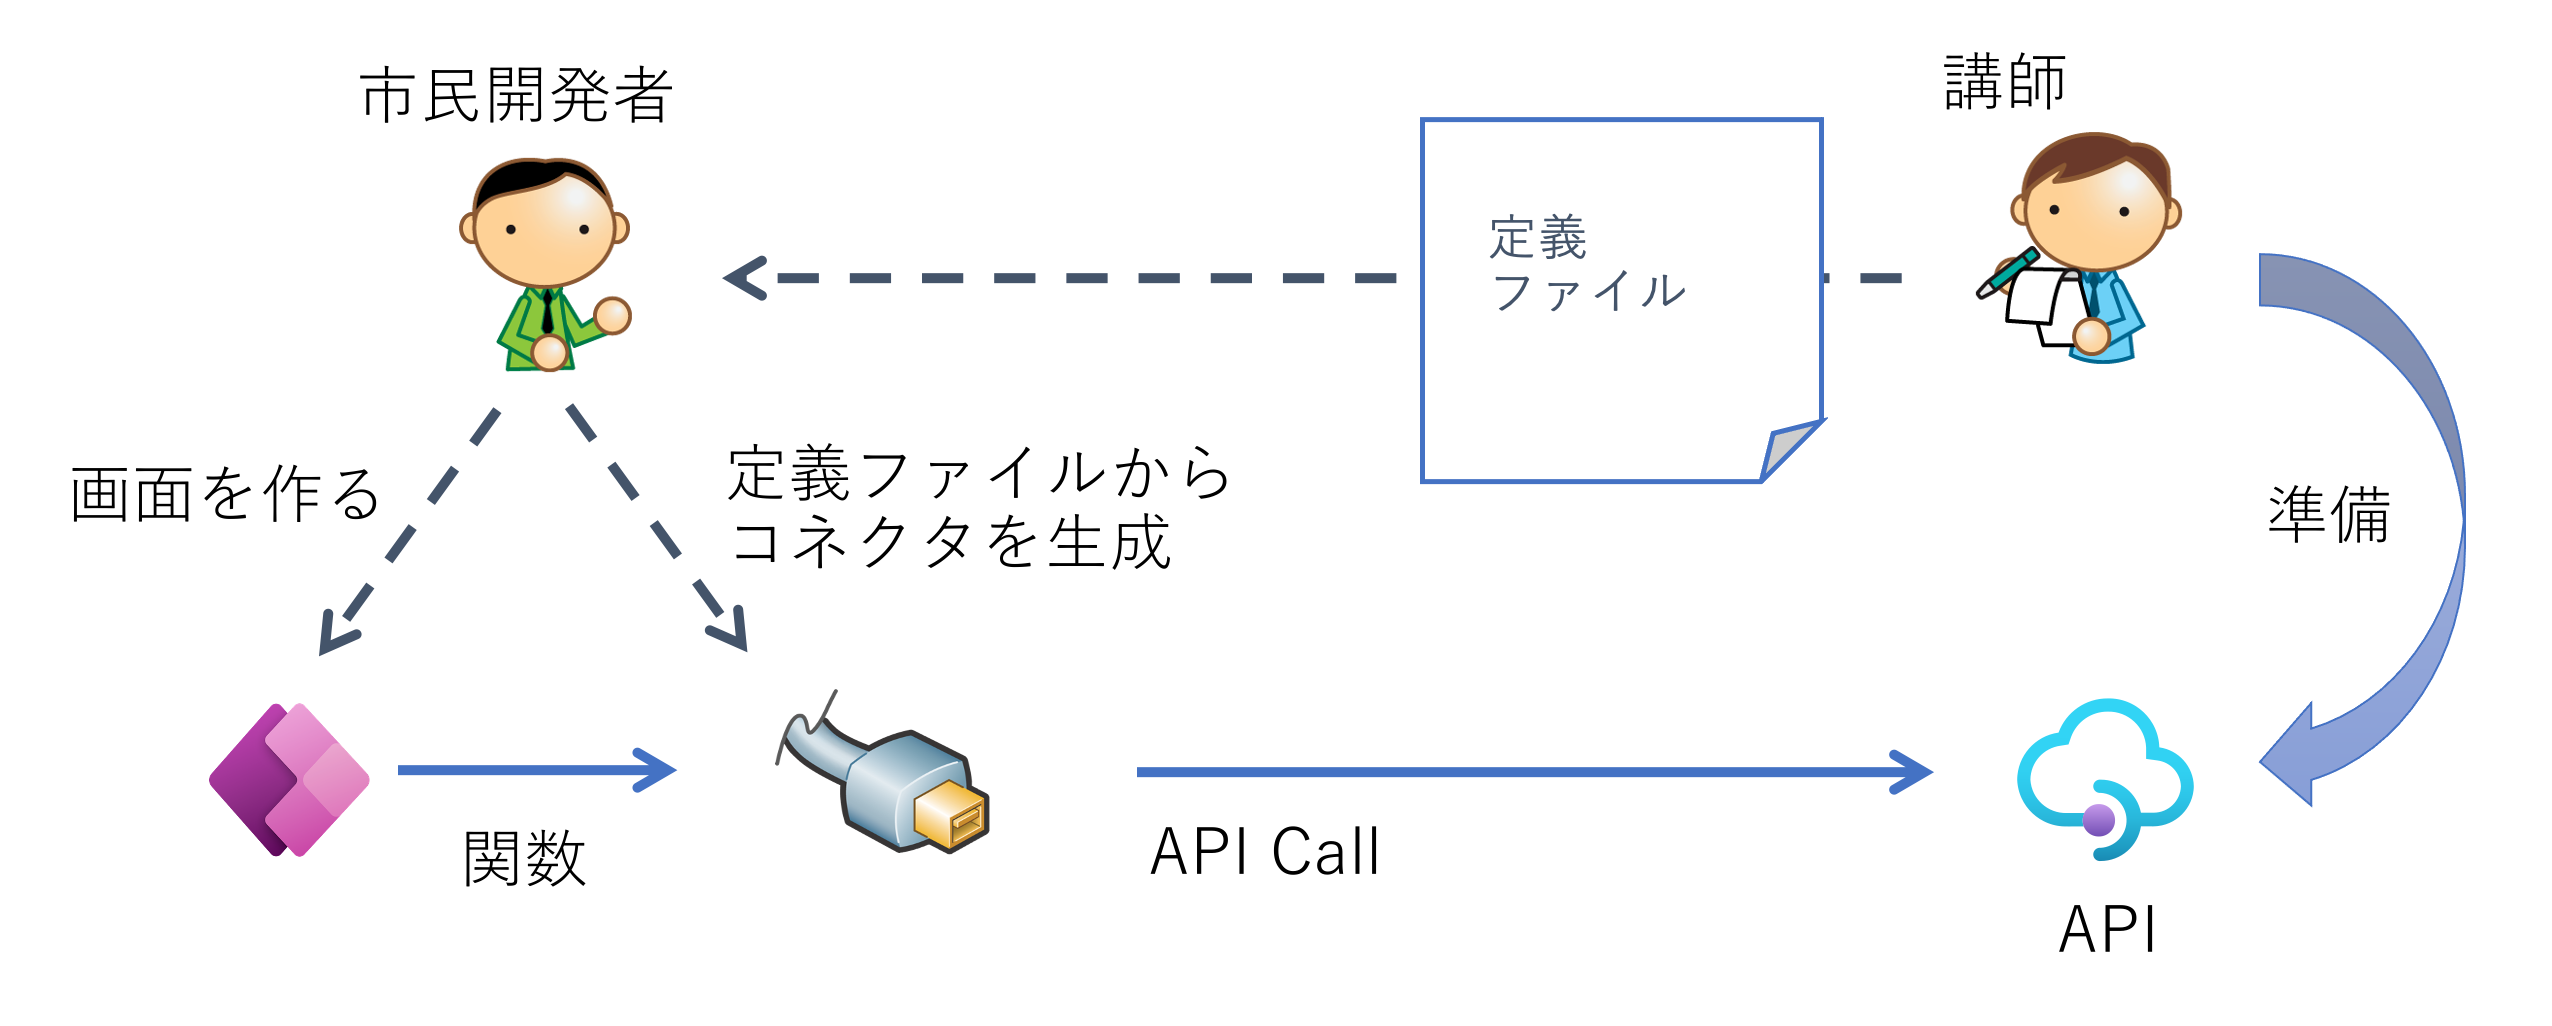 市民開発者
講師
定義
ファイル
画面を作る
定義ファイルから
コネクタを生成
準備
関数
API Call
API